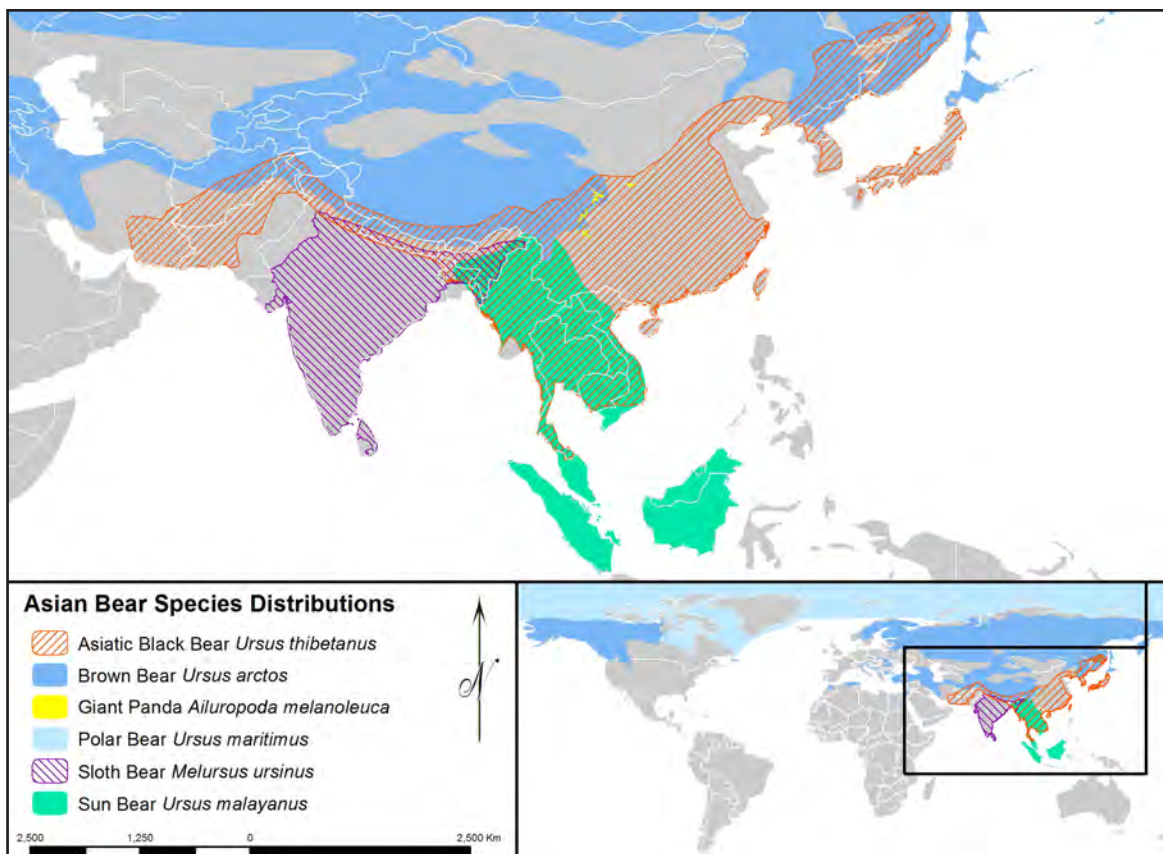 Asian Bear Species Distributions
Asiatic Black Bear Ursus thibetanus
Brown Bear Ursus arctos
Giant Panda Ailuropoda melanoleuca
Polar Bear Ursus maritimus
Sloth Bear Melursus ursinus
Sun Bear Ursus malayanus
N
2,500 1,250 0 2,500 Km